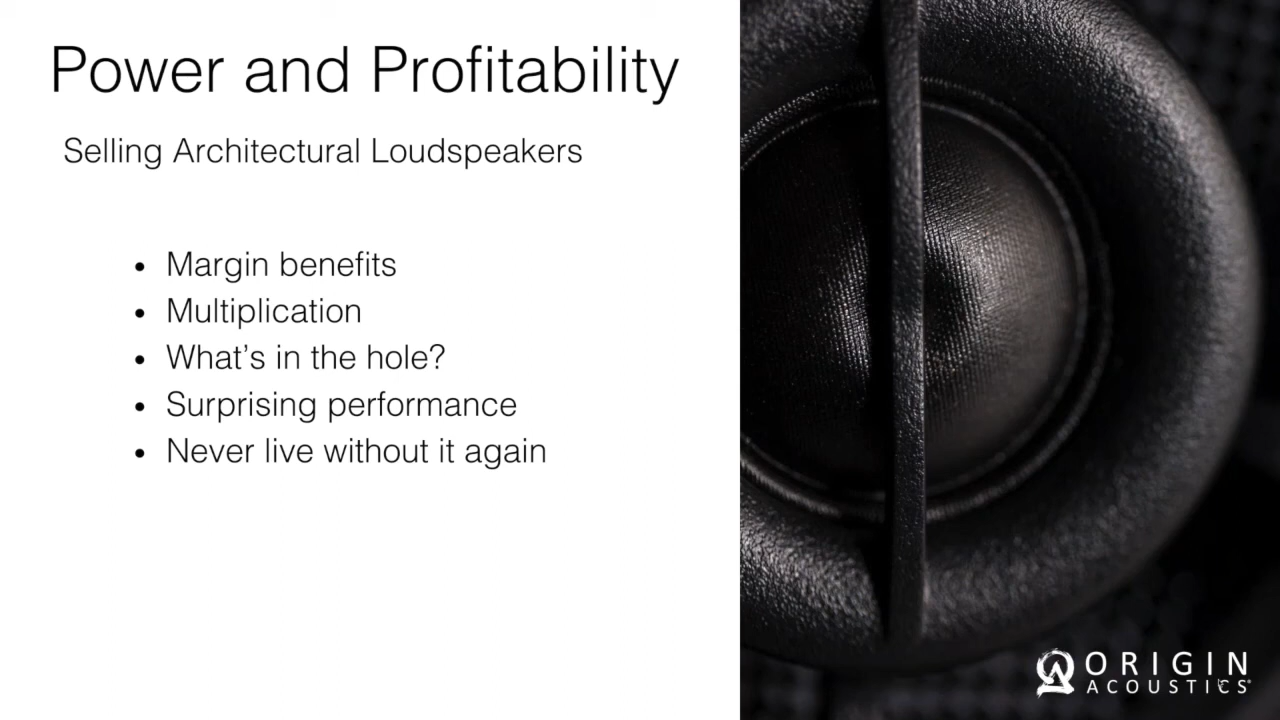 Power and Profitability
Selling Architectural Loudspeakers
• Margin benefits
• Multiplication
• What’s in the hole?
• Surprising performance
• Never live without it again
ORIGIN
ACOUSTICS®